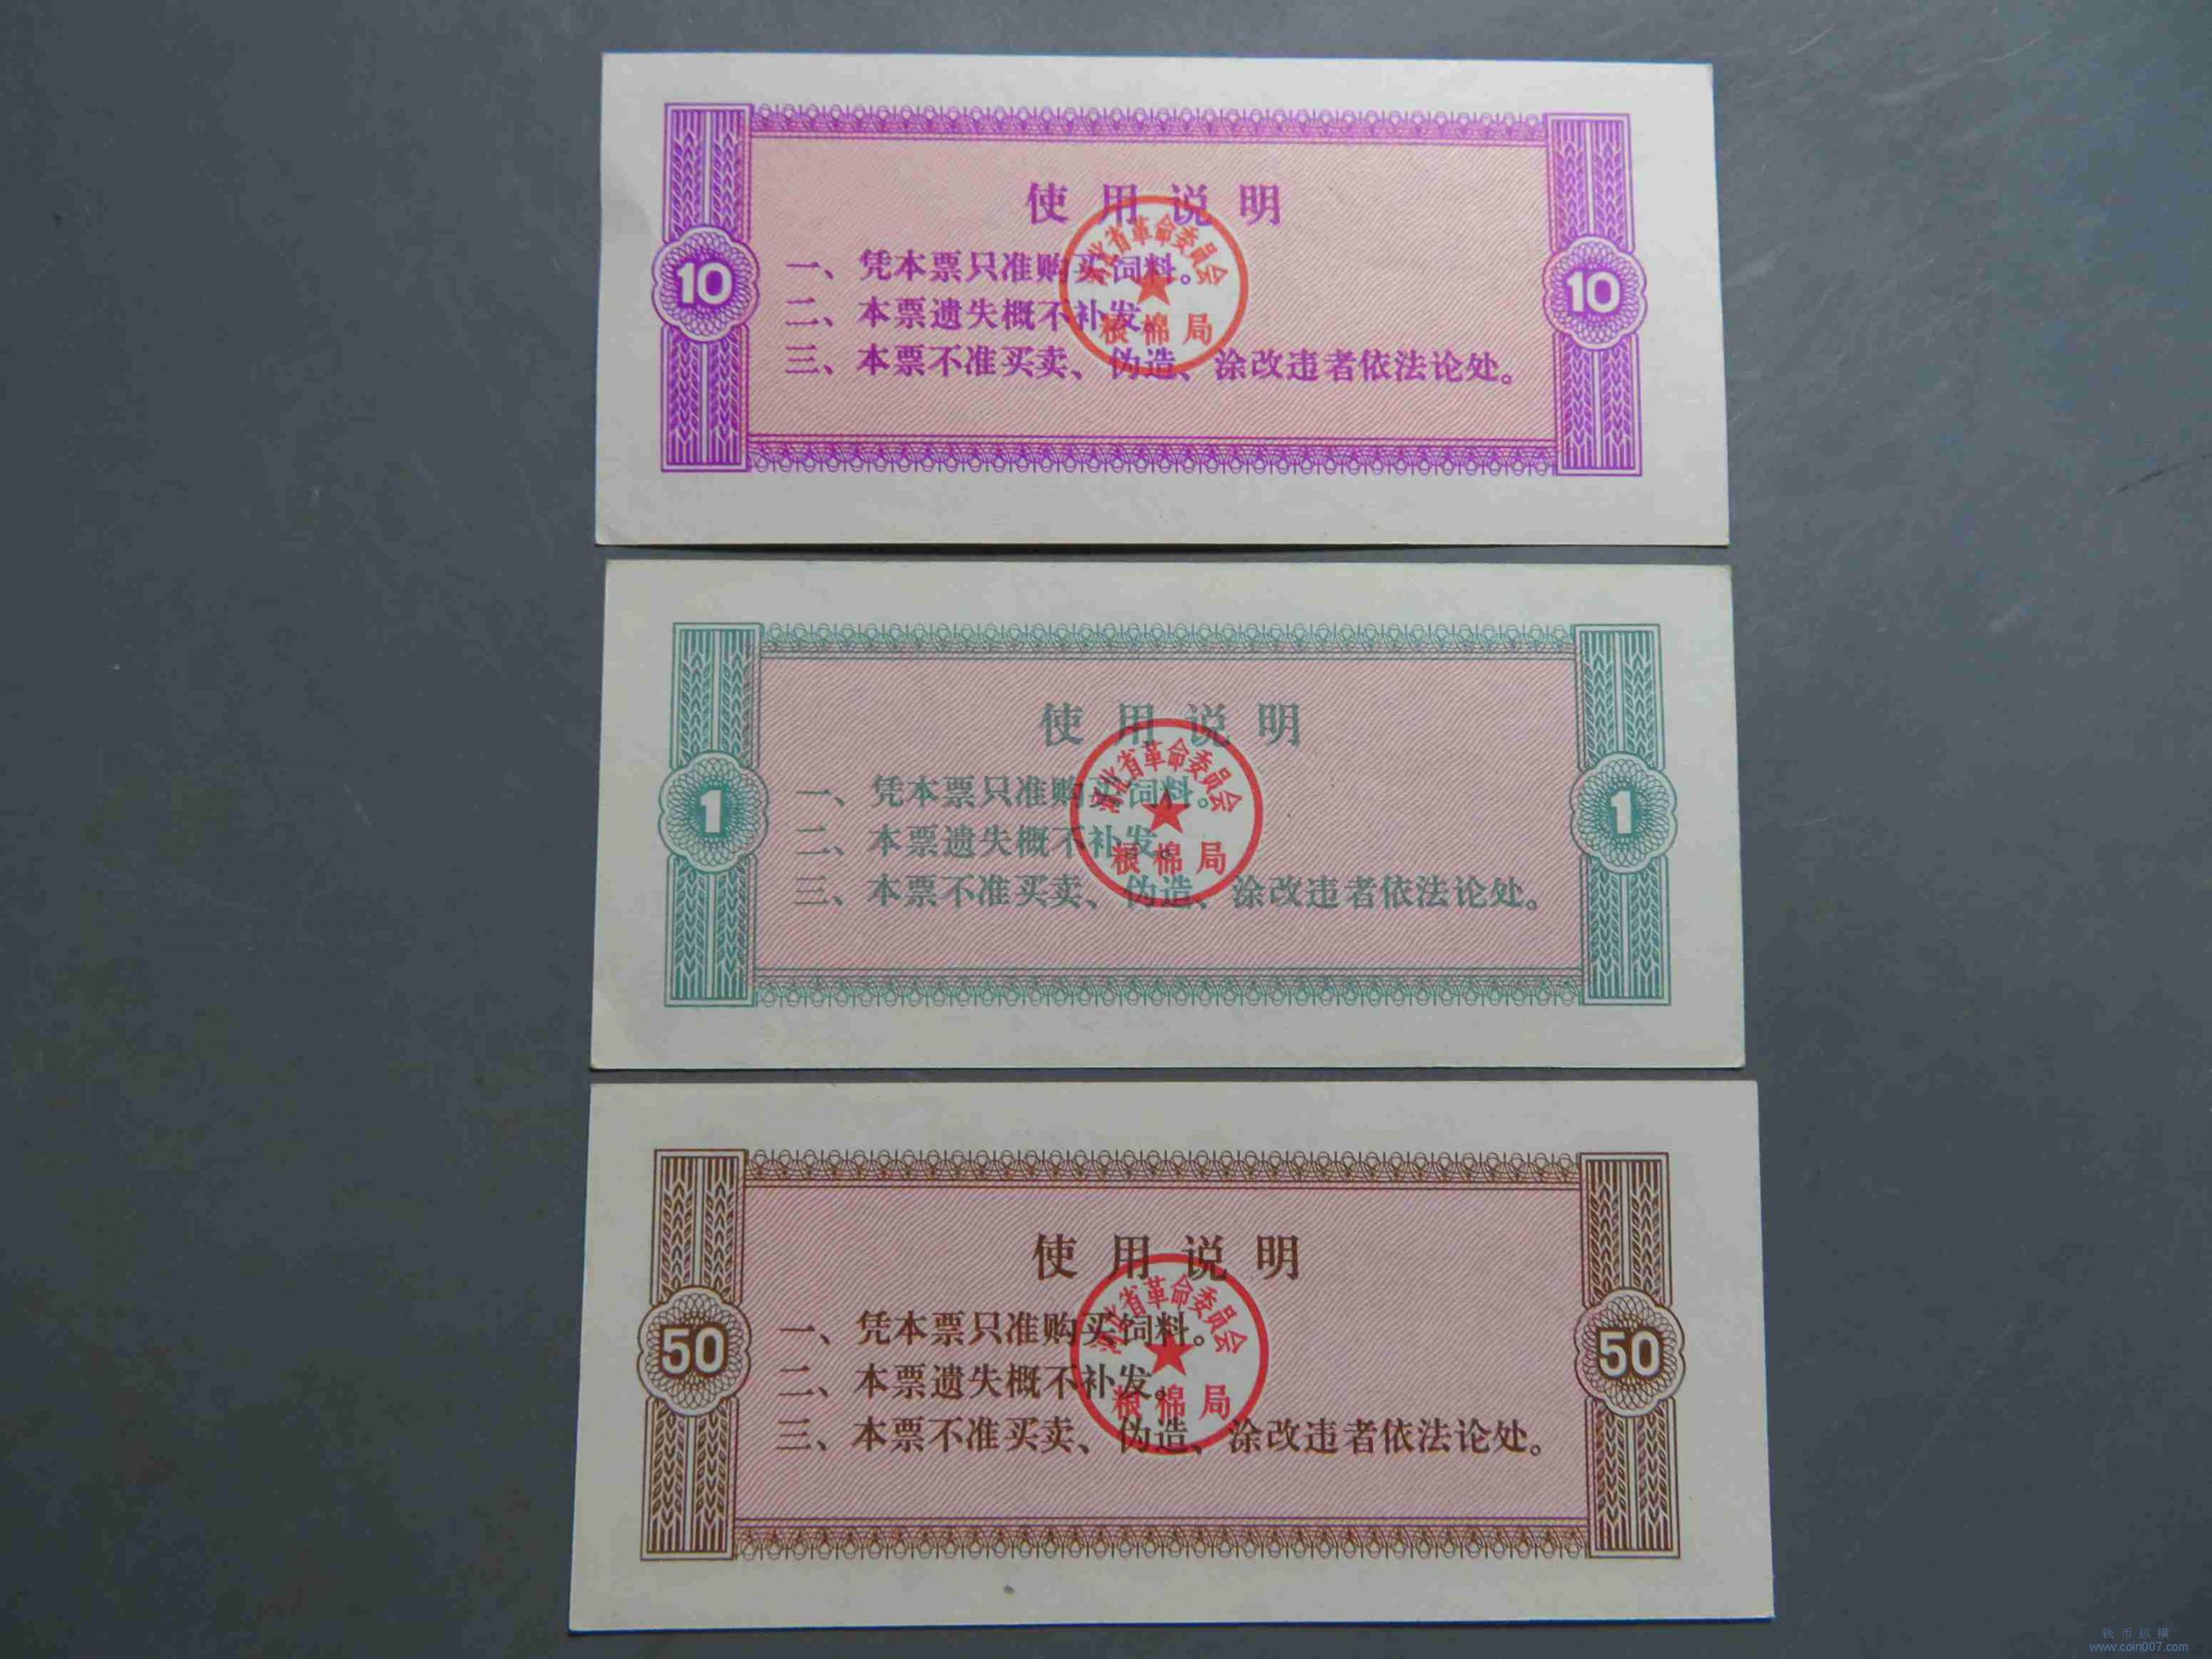 使用说明
一、凭本票只准购买饲料。
二、本票遗失概不补发。
三、本票不准买卖、伪造、涂改违者依法论处。
10
10
河北省革命委员会
粮棉局
使用说明
一、凭本票只准购买饲料。
二、本票遗失概不补发。
三、本票不准买卖、伪造、涂改违者依法论处。
1
1
河北省革命委员会
粮棉局
使用说明
一、凭本票只准购买饲料。
二、本票遗失概不补发。
三、本票不准买卖、伪造、涂改违者依法论处。
50
50
河北省革命委员会
粮棉局
钱币纵横
www.coin007.com